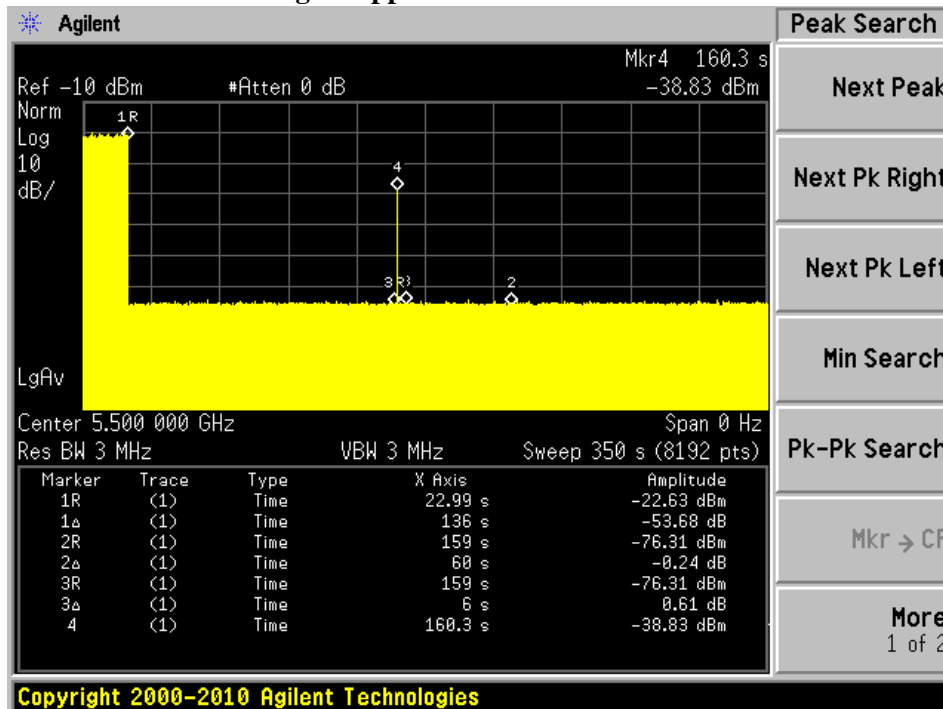 Agilent
Peak Search
Mkr4 160.3 s
Ref -10 dBm #Atten 0 dB -38.83 dBm
Norm
Log
10
dB/
1R
4
3 R
2
LgAv
Center 5.500 000 GHz Span 0 Hz
Res BW 3 MHz VBW 3 MHz Sweep 350 s (8192 pts)
Marker Trace Type X Axis Amplitude
1R (1) Time 22.99 s -22.63 dBm
1Δ (1) Time 136 s -53.68 dB
2R (1) Time 159 s -76.31 dBm
2Δ (1) Time 60 s -0.24 dB
3R (1) Time 159 s -76.31 dBm
3Δ (1) Time 6 s 0.61 dB
4 (1) Time 160.3 s -38.83 dBm
Next Peak
Next Pk Right
Next Pk Left
Min Search
Pk-Pk Search
Mkr → CF
More
1 of 2
Copyright 2000-2010 Agilent Technologies